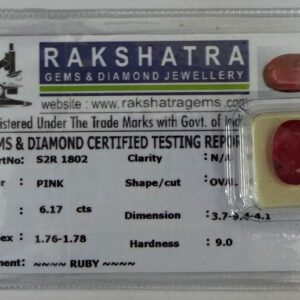 RAKSHATRA
GEMS & DIAMOND JEWELLERY
website : www.rakshatragems.com
istered Under The Trade Marks with Govt. of Ind
MS & DIAMOND CERTIFIED TESTING REPOR
rtNo: S2R 1802 Clarity : N/A
r : PINK Shape/cut : OVAL
: 6.17 cts Dimension : 3.7-9.4-4.1
ex : 1.76-1.78 Hardness : 9.0
ment : ~~~~ RUBY ~~~~